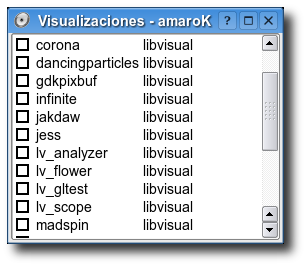 Visualizaciones - amaroK
corona libvisual
dancingparticles libvisual
gdkpixbuf libvisual
infinite libvisual
jakdaw libvisual
jess libvisual
lv_analyzer libvisual
lv_flower libvisual
lv_gltest libvisual
lv_scope libvisual
madspin libvisual